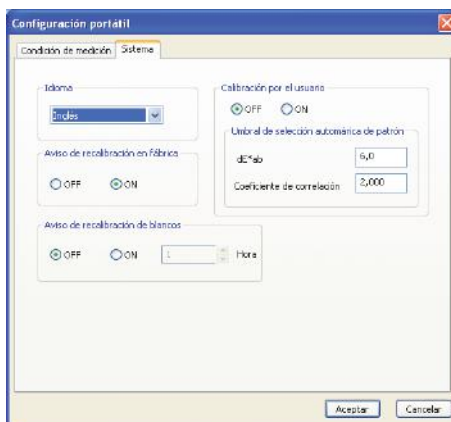 Configuración portátil
Condición de medición
Sistema
Idioma
Inglés
Aviso de recalibración en fábrica
OFF
ON
Aviso de recalibración de blancos
OFF
ON
1
Hora
Calibración por el usuario
OFF
ON
Umbral de selección automárica de patrón
dE*ab
6,0
Coeficiente de correlación
2,000
Aceptar
Cancelar